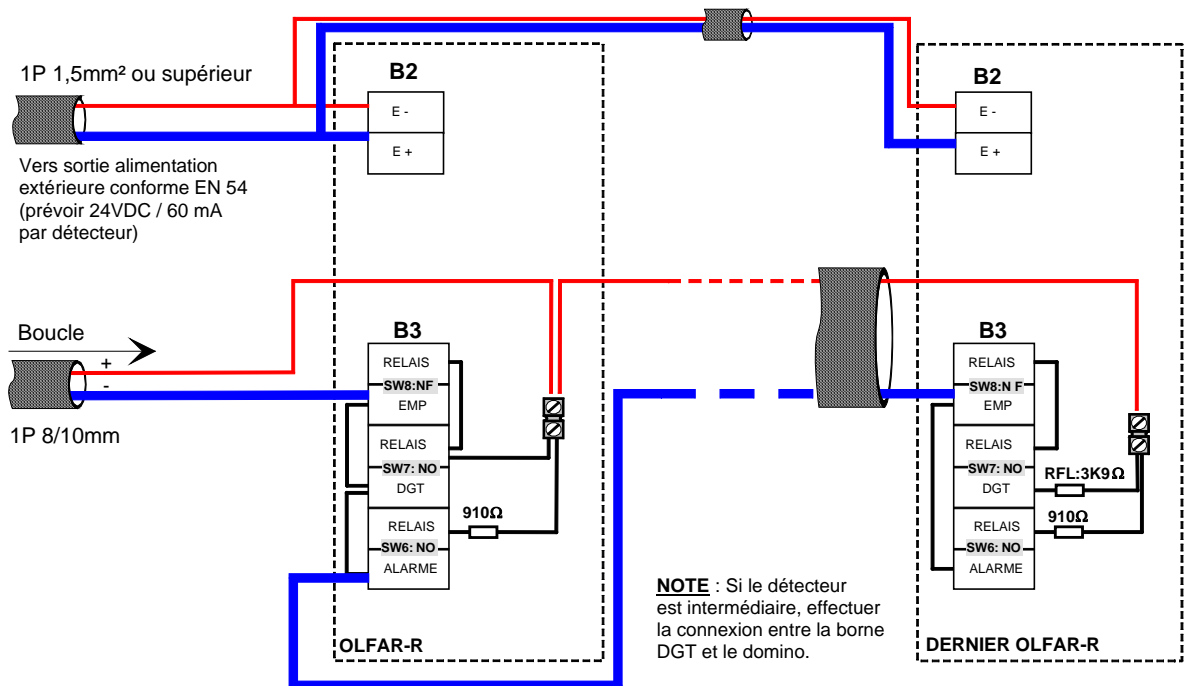 1P 1,5mm² ou supérieur
B2
E -
E +
Vers sortie alimentation
extérieure conforme EN 54
(prévoir 24VDC / 60 mA
par détecteur)
B2
E -
E +
Boucle
+
-
1P 8/10mm
B3
RELAIS
SW8:NF
EMP
RELAIS
SW7: NO
DGT
RELAIS
SW6: NO
ALARME
910Ω
OLFAR-R
B3
RELAIS
SW8:N F
EMP
RELAIS
SW7: NO
DGT
RELAIS
SW6: NO
ALARME
RFL:3K9Ω
910Ω
NOTE : Si le détecteur
est intermédiaire, effectuer
la connexion entre la borne
DGT et le domino.
DERNIER OLFAR-R